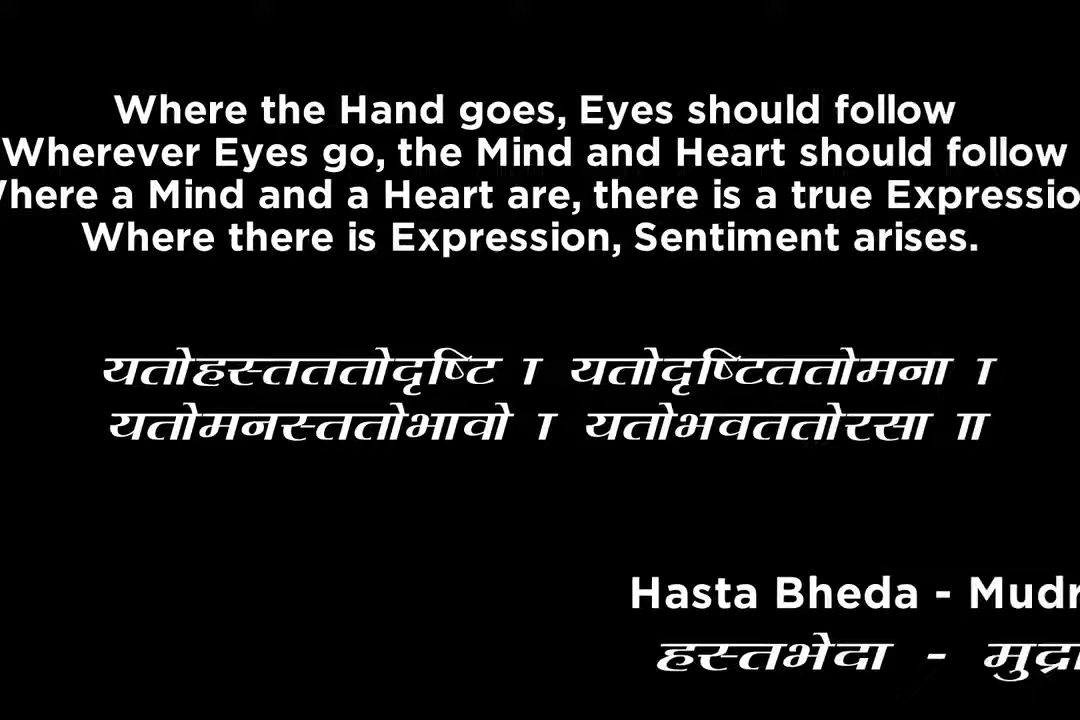 Where the Hand goes, Eyes should follow
Wherever Eyes go, the Mind and Heart should follow
here a Mind and a Heart are, there is a true Expressio
Where there is Expression, Sentiment arises.
यतोहस्तततोदृष्टि । यतोदृष्टिततोमना ।
यतोमनस्ततोभावो । यतोभवततोरसा ॥
Hasta Bheda - Mudr
हस्तभेदा - मुद्रा